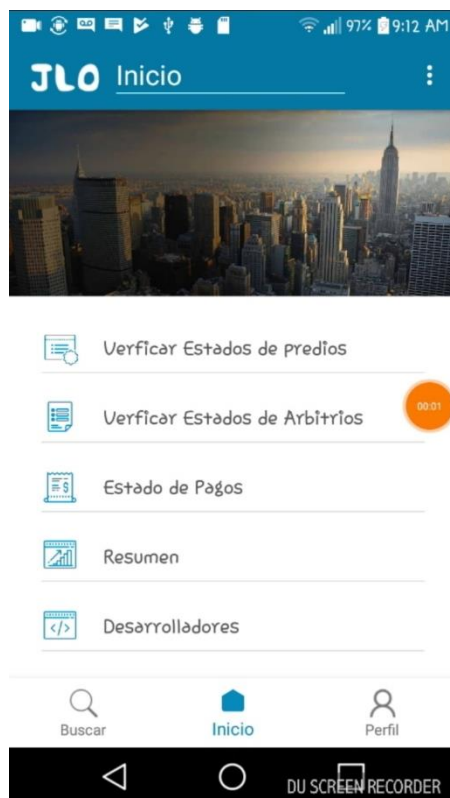 97% 9:12 AM
JLO Inicio
Verficar Estados de predios
Verficar Estados de Arbitrios
00:01
Estado de Pagos
Resumen
Desarrolladores
Buscar
Inicio
Perfil
DU SCREEN RECORDER